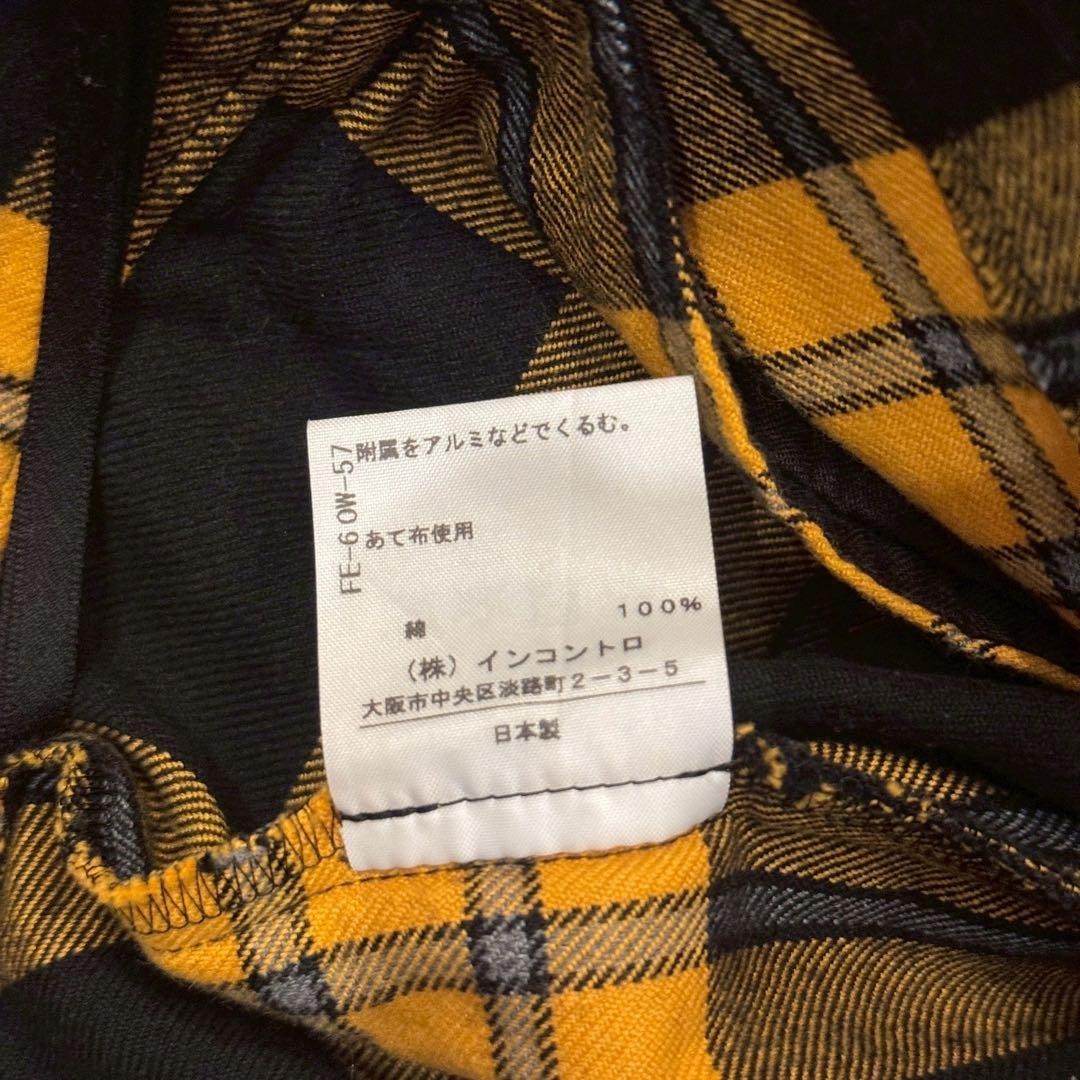 附属をアルミなどでくるむ。
FE-60W-57
あて布使用
綿 100%
(株)インコントロ
大阪市中央区淡路町2-3-5
日本製